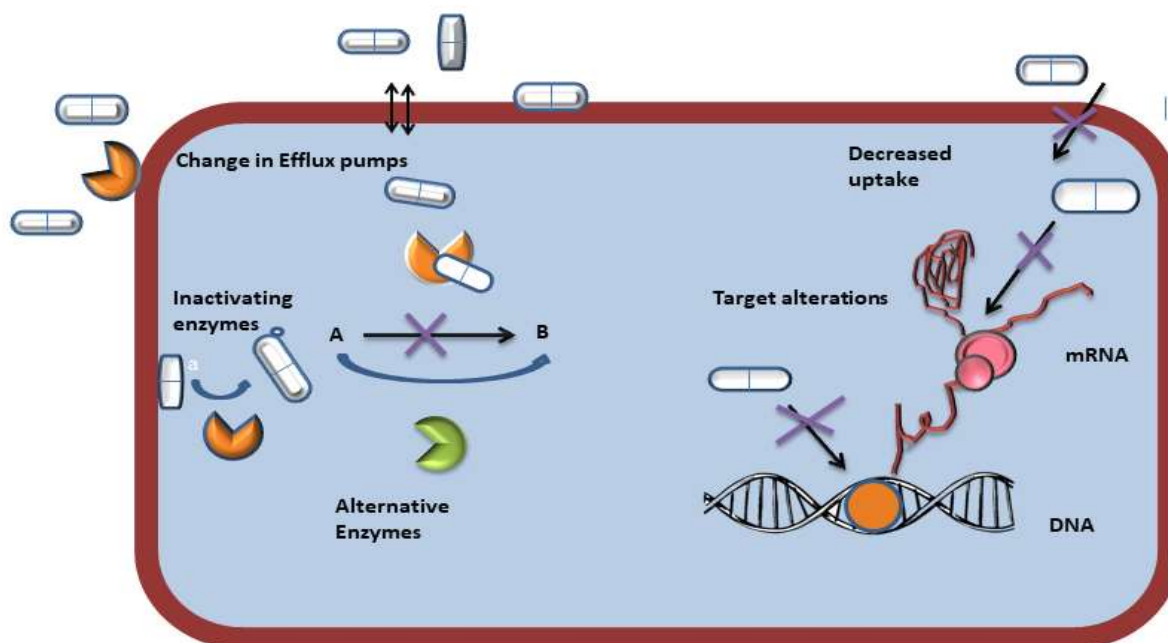 Change in Efflux pumps
Decreased
uptake
Inactivating
enzymes
Target alterations
A
B
mRNA
a
Alternative
Enzymes
DNA